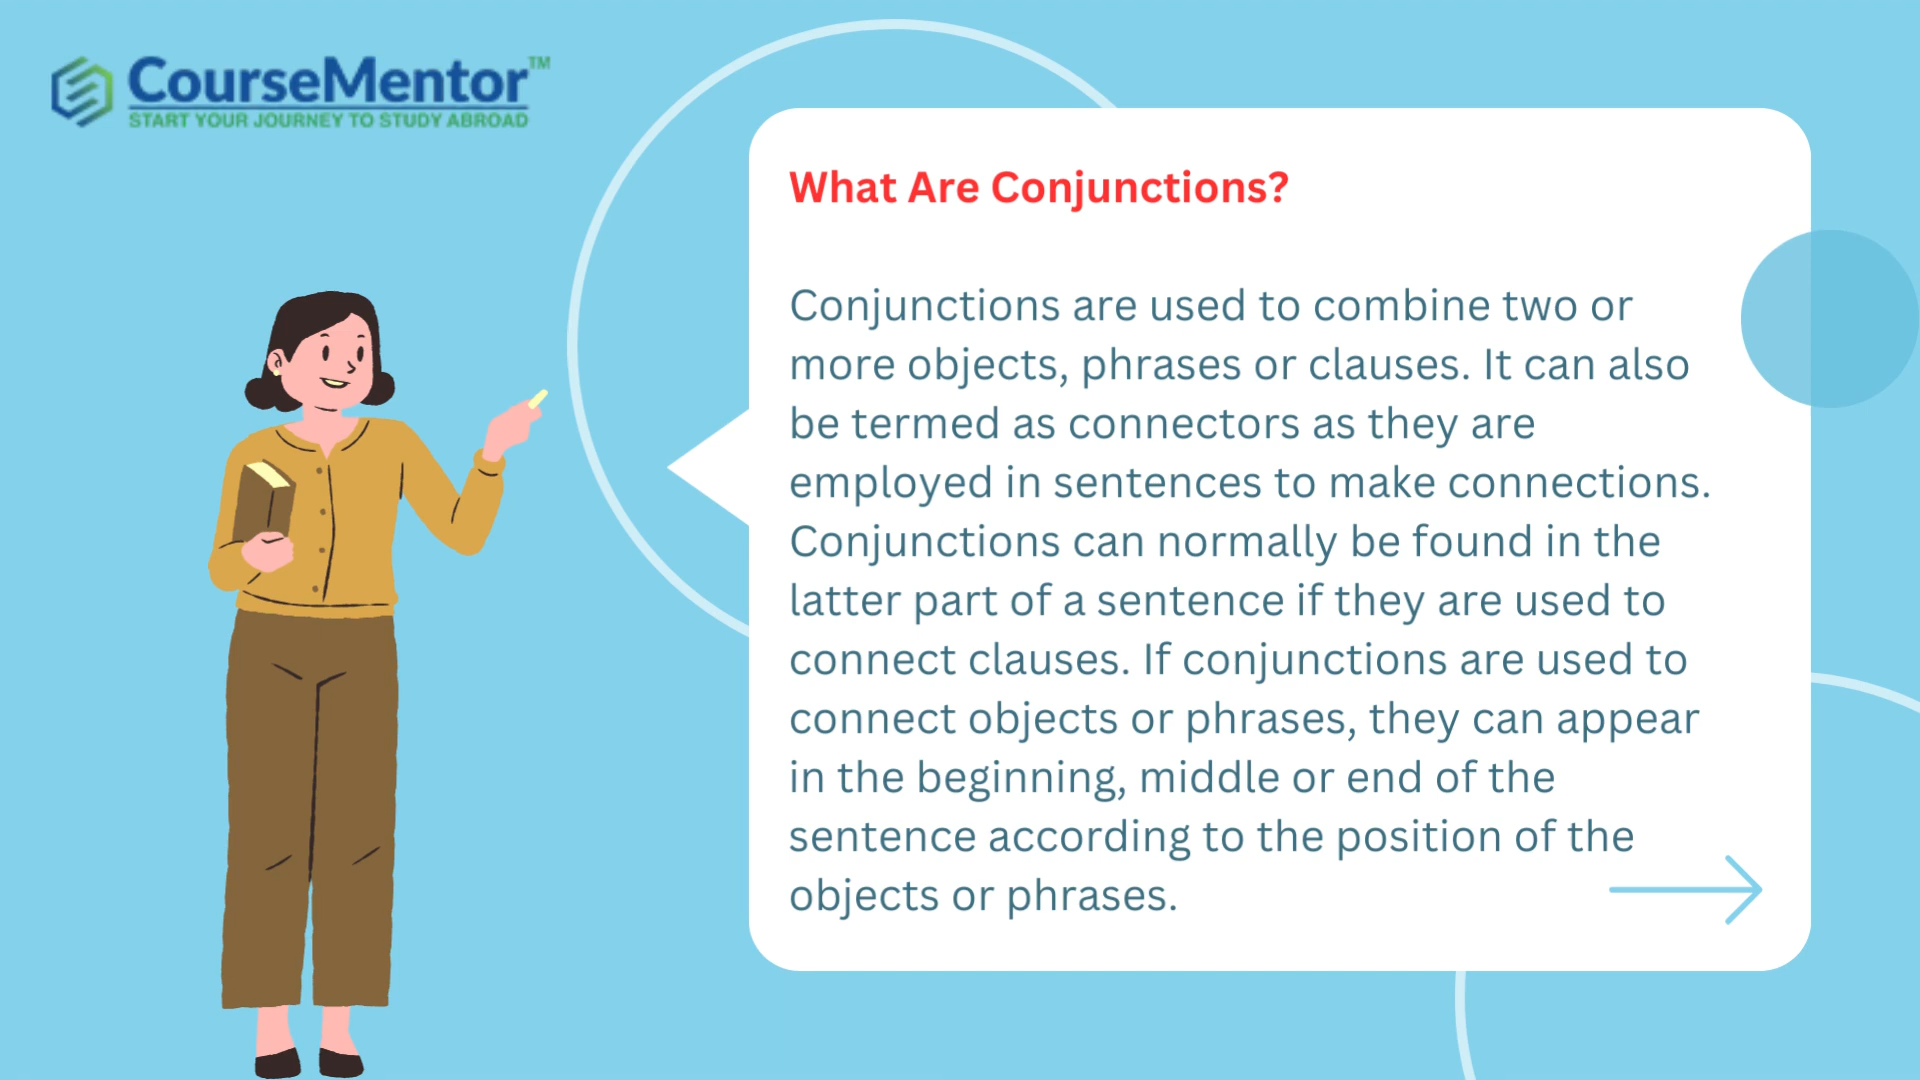 CourseMentor™
START YOUR JOURNEY TO STUDY ABROAD
What Are Conjunctions?
Conjunctions are used to combine two or
more objects, phrases or clauses. It can also
be termed as connectors as they are
employed in sentences to make connections.
Conjunctions can normally be found in the
latter part of a sentence if they are used to
connect clauses. If conjunctions are used to
connect objects or phrases, they can appear
in the beginning, middle or end of the
sentence according to the position of the
objects or phrases.